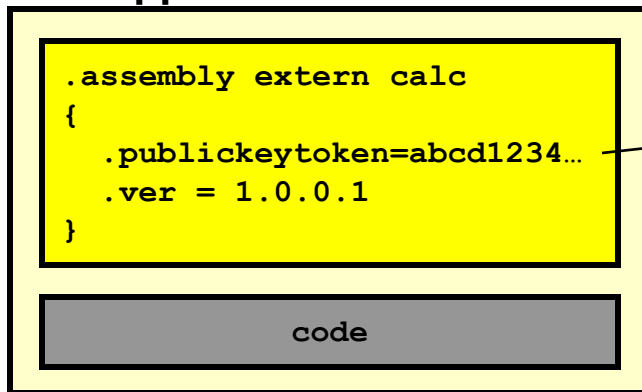 .assembly extern calc
{
.publickeytoken=abcd1234…
.ver = 1.0.0.1
}
code